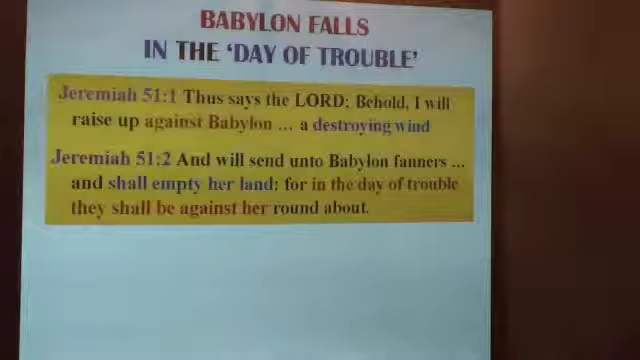 BABYLON FALLS
IN THE ‘DAY OF TROUBLE’
Jeremiah 51:1 Thus says the LORD: Behold, I will
raise up against Babylon ... a destroying wind
Jeremiah 51:2 And will send unto Babylon fanners ...
and shall empty her land: for in the day of trouble
they shall be against her round about.